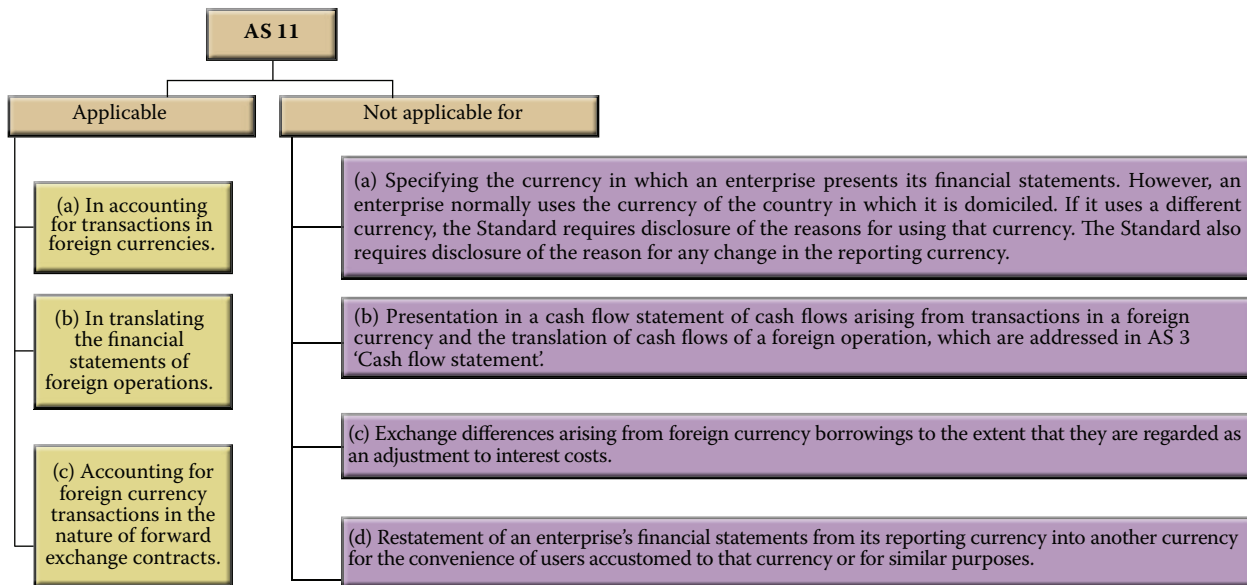 AS 11
Applicable
Not applicable for
(a) In accounting
for transactions in
foreign currencies.
(b) In translating
the financial
statements of
foreign operations.
(c) Accounting for
foreign currency
transactions in the
nature of forward
exchange contracts.
(a) Specifying the currency in which an enterprise presents its financial statements. However, an
enterprise normally uses the currency of the country in which it is domiciled. If it uses a different
currency, the Standard requires disclosure of the reasons for using that currency. The Standard also
requires disclosure of the reason for any change in the reporting currency.
(b) Presentation in a cash flow statement of cash flows arising from transactions in a foreign
currency and the translation of cash flows of a foreign operation, which are addressed in AS 3
‘Cash flow statement’.
(c) Exchange differences arising from foreign currency borrowings to the extent that they are regarded as
an adjustment to interest costs.
(d) Restatement of an enterprise’s financial statements from its reporting currency into another currency
for the convenience of users accustomed to that currency or for similar purposes.